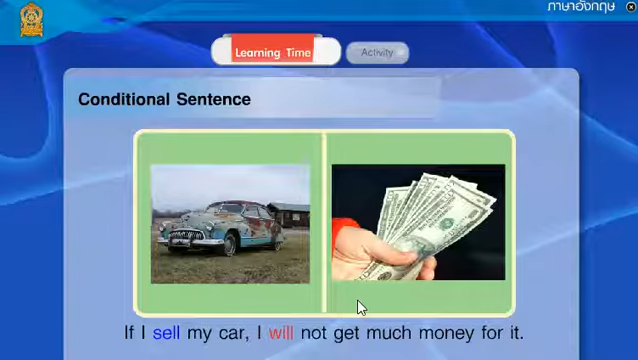 ภาษาอังกฤษ
Learning Time
Activity
Conditional Sentence
If I sell my car, I will not get much money for it.